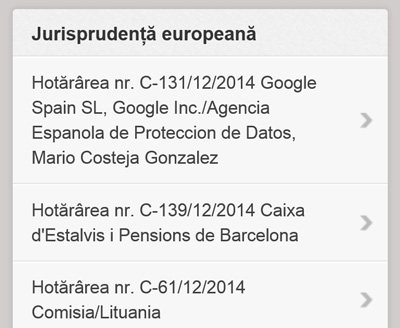 Jurisprudență europeană
Hotărârea nr. C-131/12/2014 Google
Spain SL, Google Inc./Agencia
Espanola de Proteccion de Datos,
Mario Costeja Gonzalez
Hotărârea nr. C-139/12/2014 Caixa
d'Estalvis i Pensions de Barcelona
Hotărârea nr. C-61/12/2014
Comisia/Lituania